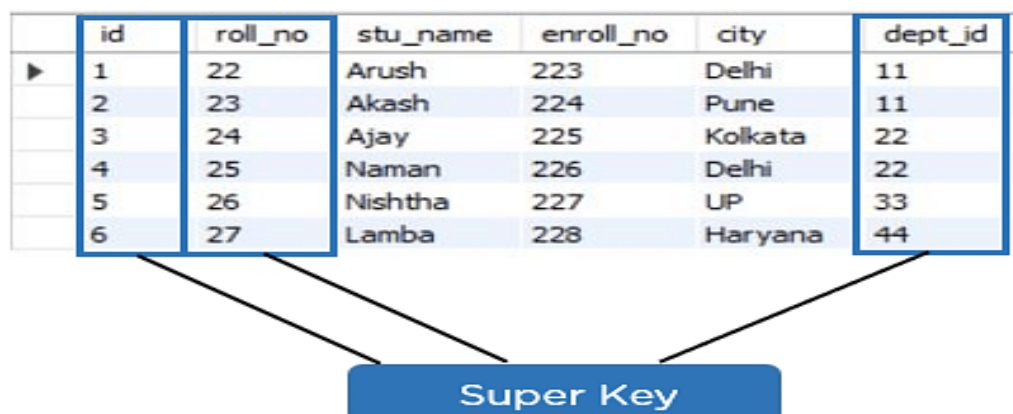 id roll_no stu_name enroll_no city dept_id
1 22 Arush 223 Delhi 11
2 23 Akash 224 Pune 11
3 24 Ajay 225 Kolkata 22
4 25 Naman 226 Delhi 22
5 26 Nishtha 227 UP 33
6 27 Lamba 228 Haryana 44
Super Key